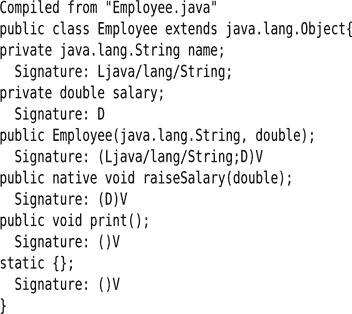 Compiled from "Employee.java"
public class Employee extends java.lang.Object{
private java.lang.String name;
  Signature: Ljava/lang/String;
private double salary;
  Signature: D
public Employee(java.lang.String, double);
  Signature: (Ljava/lang/String;D)V
public native void raiseSalary(double);
  Signature: (D)V
public void print();
  Signature: ()V
static {};
  Signature: ()V
}